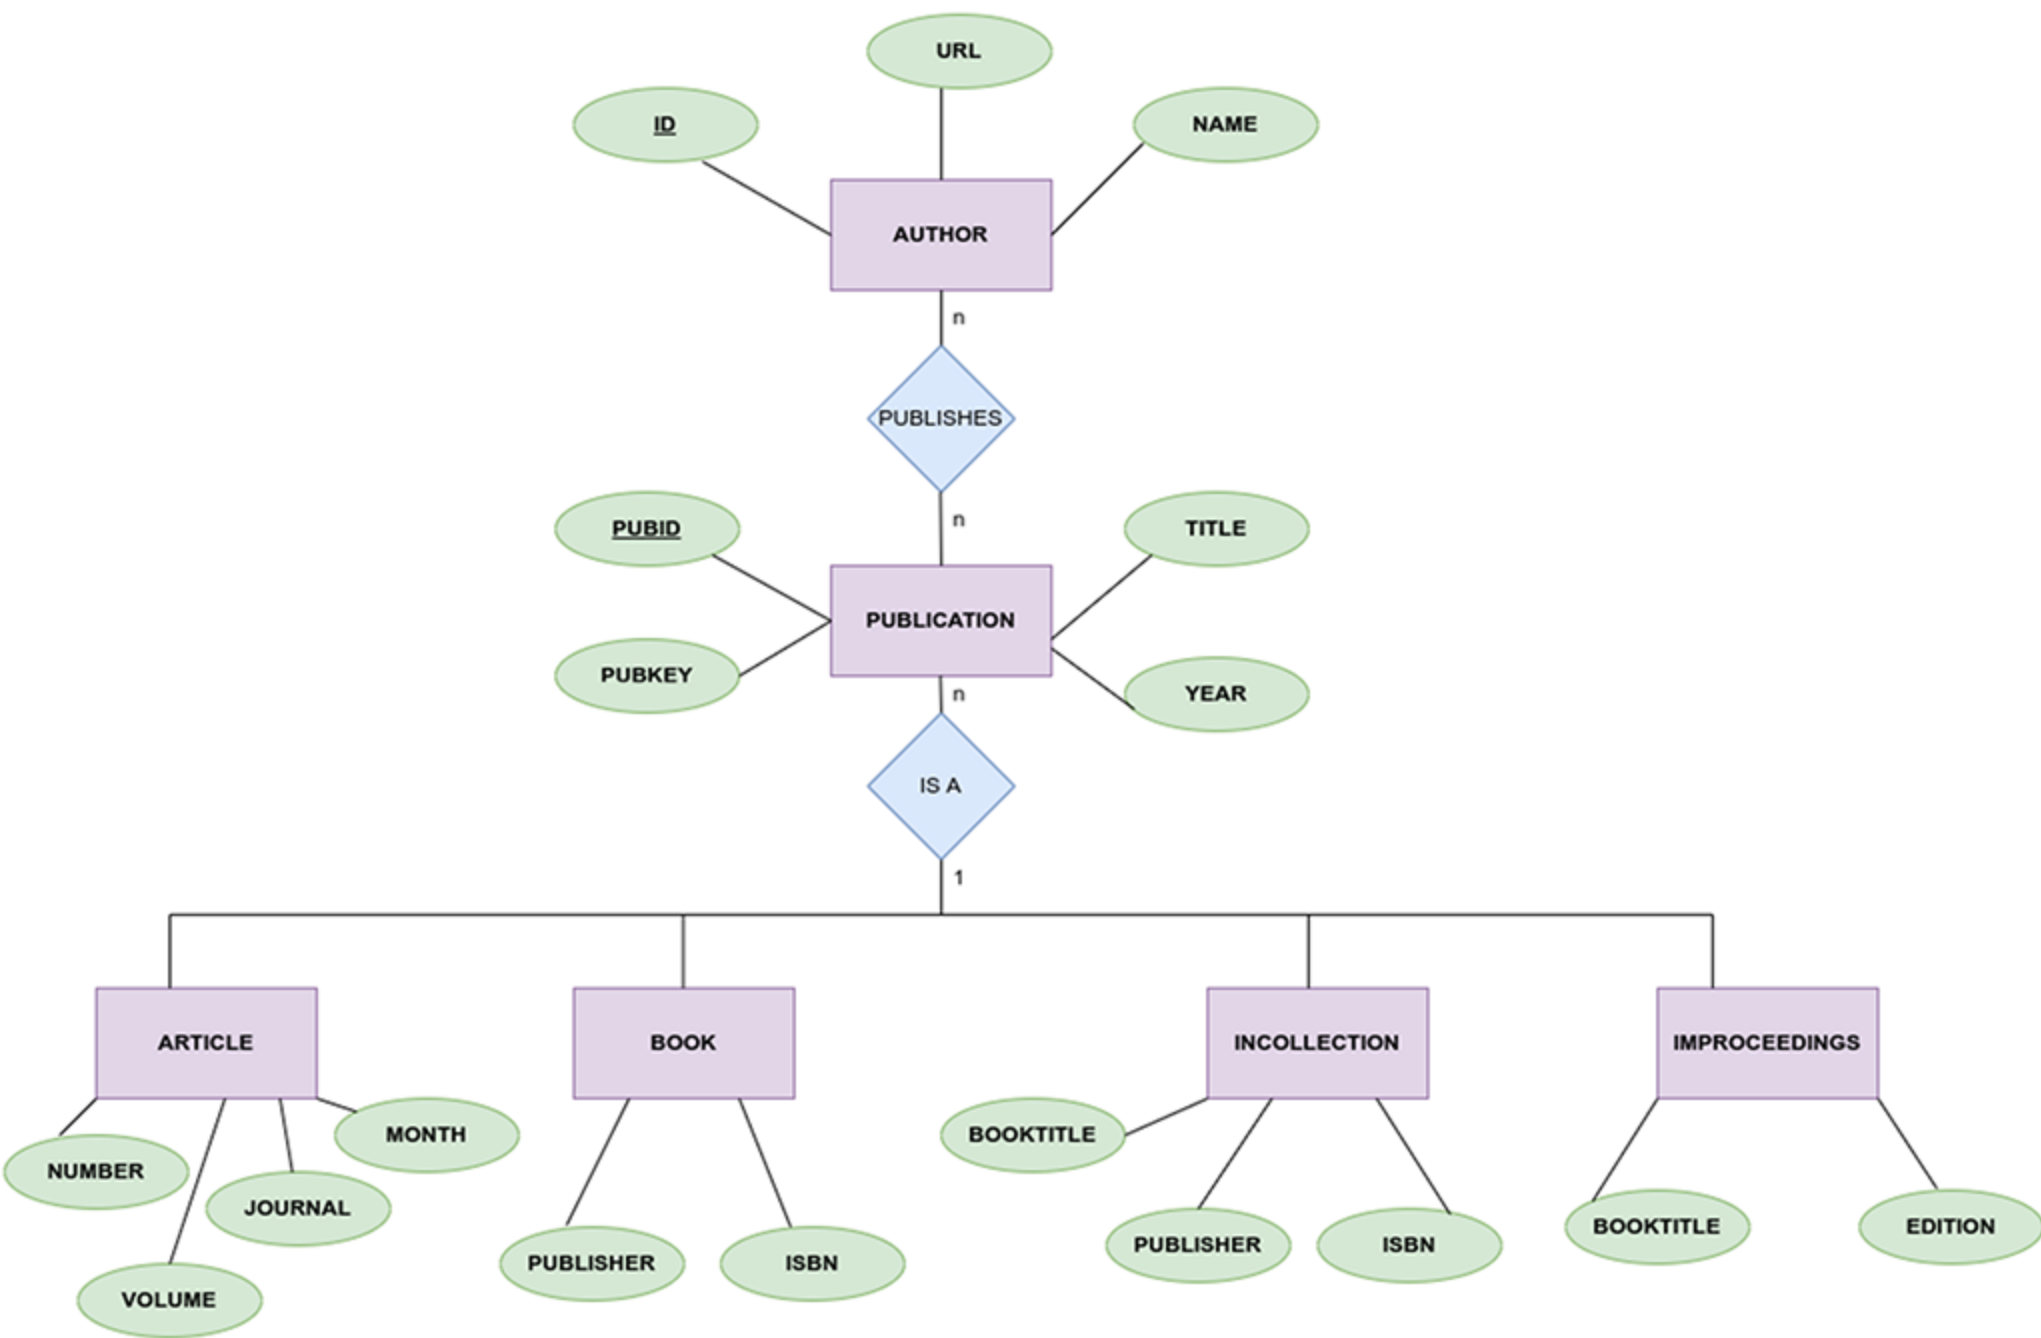 URL
ID
NAME
AUTHOR
n
PUBLISHES
n
PUBID
TITLE
PUBLICATION
PUBKEY
YEAR
n
IS A
1
ARTICLE
BOOK
INCOLLECTION
IMPROCEEDINGS
MONTH
BOOKTITLE
NUMBER
JOURNAL
BOOKTITLE
EDITION
PUBLISHER
ISBN
PUBLISHER
ISBN
VOLUME